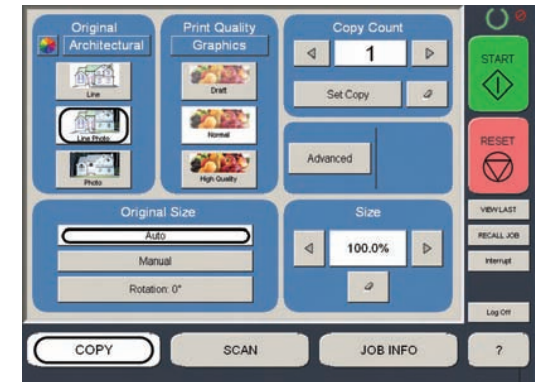 Original
Architectural
Line
Line Photo
Photo
Print Quality
Graphics
Draft
Normal
High Quality
Copy Count
1
Set Copy
Advanced
Original Size
Auto
Manual
Rotation: 0°
Size
100.0%
START
RESET
VIEW LAST
RECALL JOB
Interrupt
Log Off
COPY
SCAN
JOB INFO
?